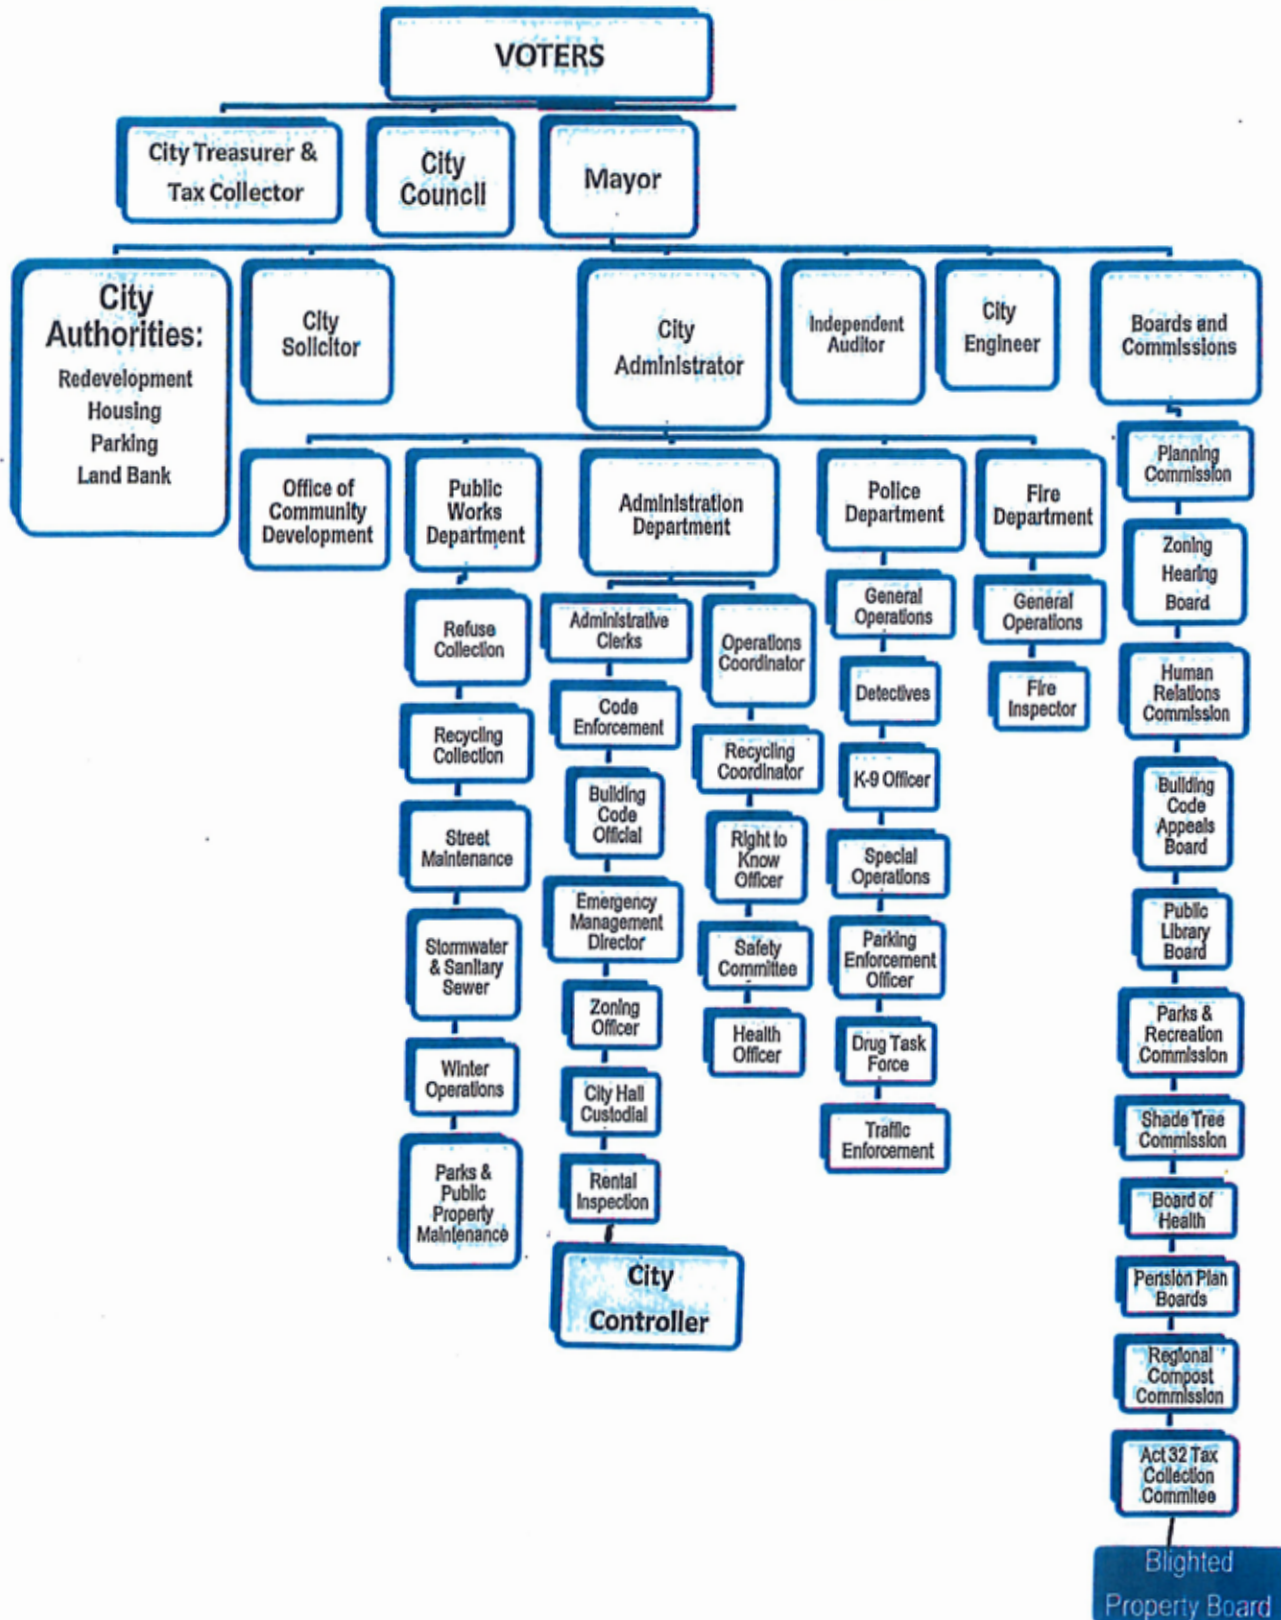 VOTERS
City Treasurer &
Tax Collector
City
Council
Mayor
City
Authorities:
Redevelopment
Housing
Parking
Land Bank
City
Solicitor
City
Administrator
Independent
Auditor
City
Engineer
Boards and
Commissions
Office of
Community
Development
Public
Works
Department
Administration
Department
Police
Department
Fire
Department
Refuse
Collection
Recycling
Collection
Street
Maintenance
Stormwater
& Sanitary
Sewer
Winter
Operations
Parks &
Public
Property
Maintenance
Administrative
Clerks
Code
Enforcement
Building
Code
Official
Emergency
Management
Director
Zoning
Officer
City Hall
Custodial
Rental
Inspection
City
Controller
Operations
Coordinator
Recycling
Coordinator
Right to
Know
Officer
Safety
Committee
Health
Officer
General
Operations
Detectives
K-9 Officer
Special
Operations
Parking
Enforcement
Officer
Drug Task
Force
Traffic
Enforcement
General
Operations
Fire
Inspector
Planning
Commission
Zoning
Hearing
Board
Human
Relations
Commission
Building
Code
Appeals
Board
Public
Library
Board
Parks &
Recreation
Commission
Shade Tree
Commission
Board of
Health
Pension Plan
Boards
Regional
Compost
Commission
Act 32 Tax
Collection
Commitee
Blighted
Property Board